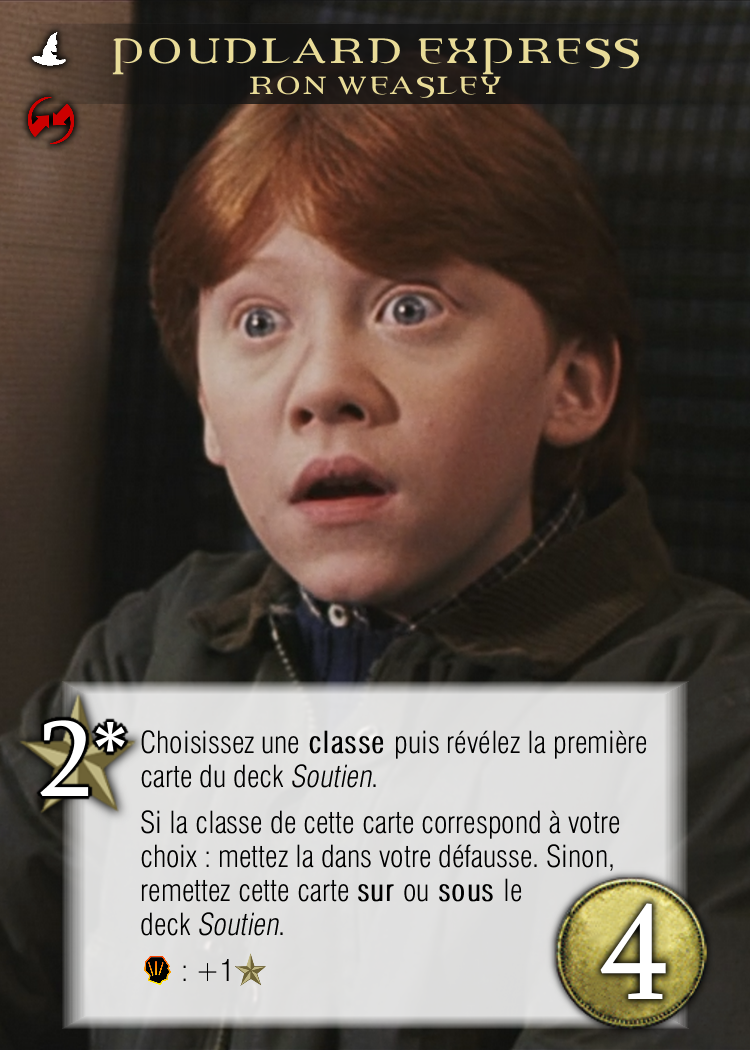 POUDLARD EXPRESS
RON WEASLEY
2* Choisissez une classe puis révélez la première
carte du deck Soutien.
Si la classe de cette carte correspond à votre
choix : mettez la dans votre défausse. Sinon,
remettez cette carte sur ou sous le
deck Soutien.
: +1
4